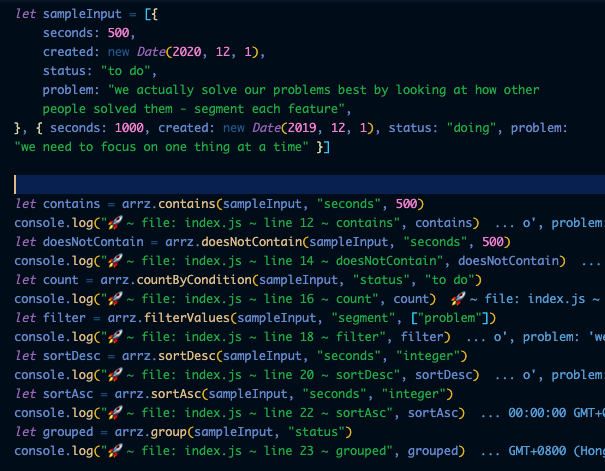 let sampleInput = [{
seconds: 500,
created: new Date(2020, 12, 1),
status: "to do",
problem: "we actually solve our problems best by looking at how other
people solved them - segment each feature",
}, { seconds: 1000, created: new Date(2019, 12, 1), status: "doing", problem:
"we need to focus on one thing at a time" }]
let contains = arrz.contains(sampleInput, "seconds", 500)
console.log("🚀 ~ file: index.js ~ line 12 ~ contains", contains) ... o', problem:
let doesNotContain = arrz.doesNotContain(sampleInput, "seconds", 500)
console.log("🚀 ~ file: index.js ~ line 14 ~ doesNotContain", doesNotContain) ...
let count = arrz.countByCondition(sampleInput, "status", "to do")
console.log("🚀 ~ file: index.js ~ line 16 ~ count", count) 🚀 ~ file: index.js ~
let filter = arrz.filterValues(sampleInput, "segment", ["problem"])
console.log("🚀 ~ file: index.js ~ line 18 ~ filter", filter) ... o', problem: 'we
let sortDesc = arrz.sortDesc(sampleInput, "seconds", "integer")
console.log("🚀 ~ file: index.js ~ line 20 ~ sortDesc", sortDesc) ... o', problem:
let sortAsc = arrz.sortAsc(sampleInput, "seconds", "integer")
console.log("🚀 ~ file: index.js ~ line 22 ~ sortAsc", sortAsc) ... 00:00:00 GMT+0
let grouped = arrz.group(sampleInput, "status")
console.log("🚀 ~ file: index.js ~ line 23 ~ grouped", grouped) ... GMT+0800 (Hong